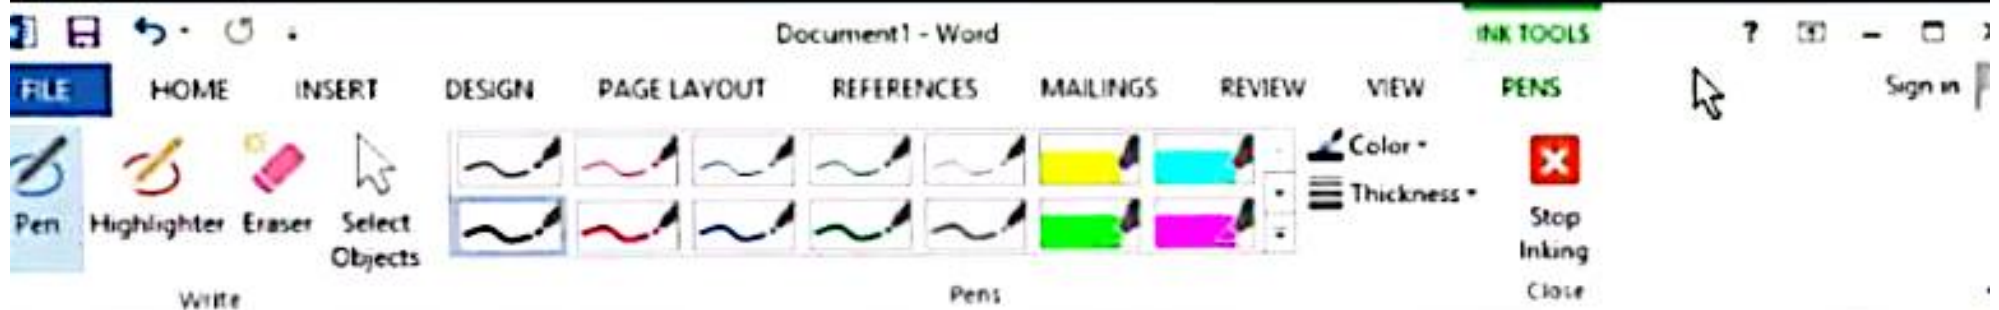 Document1 - Word
INK TOOLS
?
FILE HOME INSERT DESIGN PAGE LAYOUT REFERENCES MAILINGS REVIEW VIEW PENS
Sign in
Pen Highlighter Eraser Select
Objects
Color
Thickness
Stop
Inking
Write Pens Close